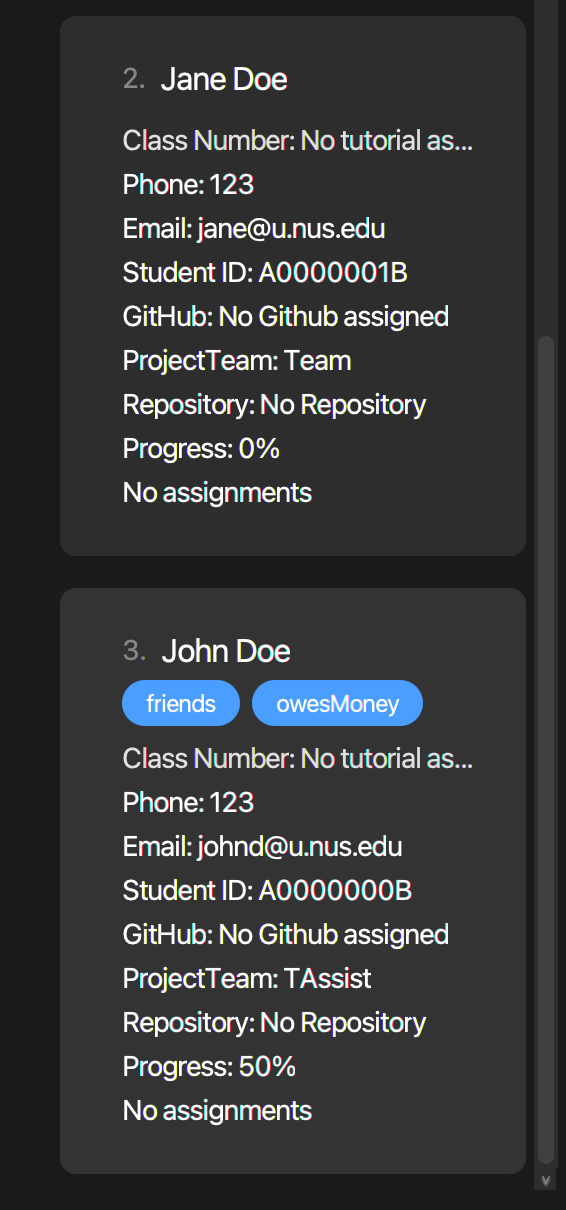 2. Jane Doe
Class Number: No tutorial as...
Phone: 123
Email: jane@u.nus.edu
Student ID: A0000001B
GitHub: No Github assigned
ProjectTeam: Team
Repository: No Repository
Progress: 0%
No assignments
3. John Doe
friends owesMoney
Class Number: No tutorial as...
Phone: 123
Email: johnd@u.nus.edu
Student ID: A0000000B
GitHub: No Github assigned
ProjectTeam: TAssist
Repository: No Repository
Progress: 50%
No assignments